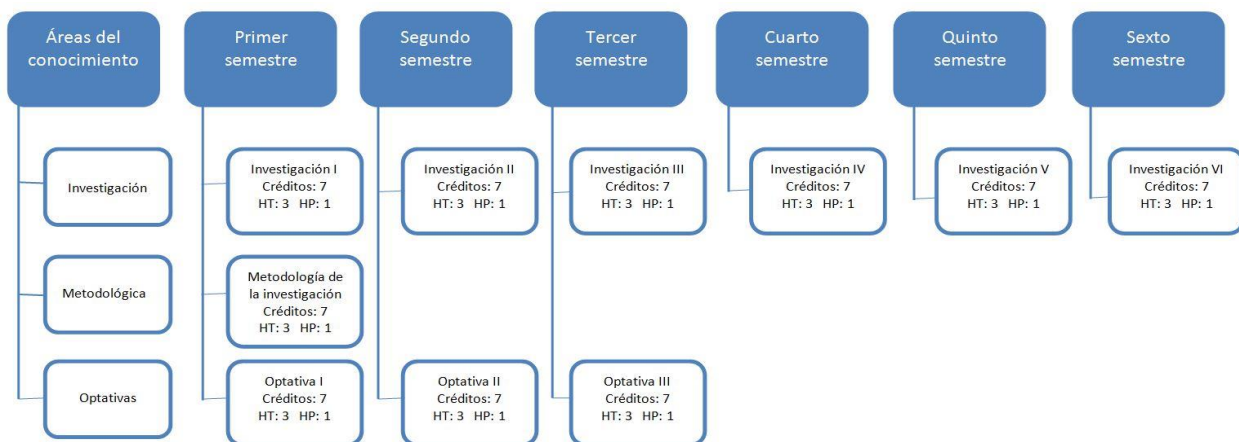 Áreas del
conocimiento
Primer
semestre
Segundo
semestre
Tercer
semestre
Cuarto
semestre
Quinto
semestre
Sexto
semestre
Investigación
Investigación I
Créditos: 7
HT: 3 HP: 1
Investigación II
Créditos: 7
HT: 3 HP: 1
Investigación III
Créditos: 7
HT: 3 HP: 1
Investigación IV
Créditos: 7
HT: 3 HP: 1
Investigación V
Créditos: 7
HT: 3 HP: 1
Investigación VI
Créditos: 7
HT: 3 HP: 1
Metodológica
Metodología de
la investigación
Créditos: 7
HT: 3 HP: 1
Optativas
Optativa I
Créditos: 7
HT: 3 HP: 1
Optativa II
Créditos: 7
HT: 3 HP: 1
Optativa III
Créditos: 7
HT: 3 HP: 1